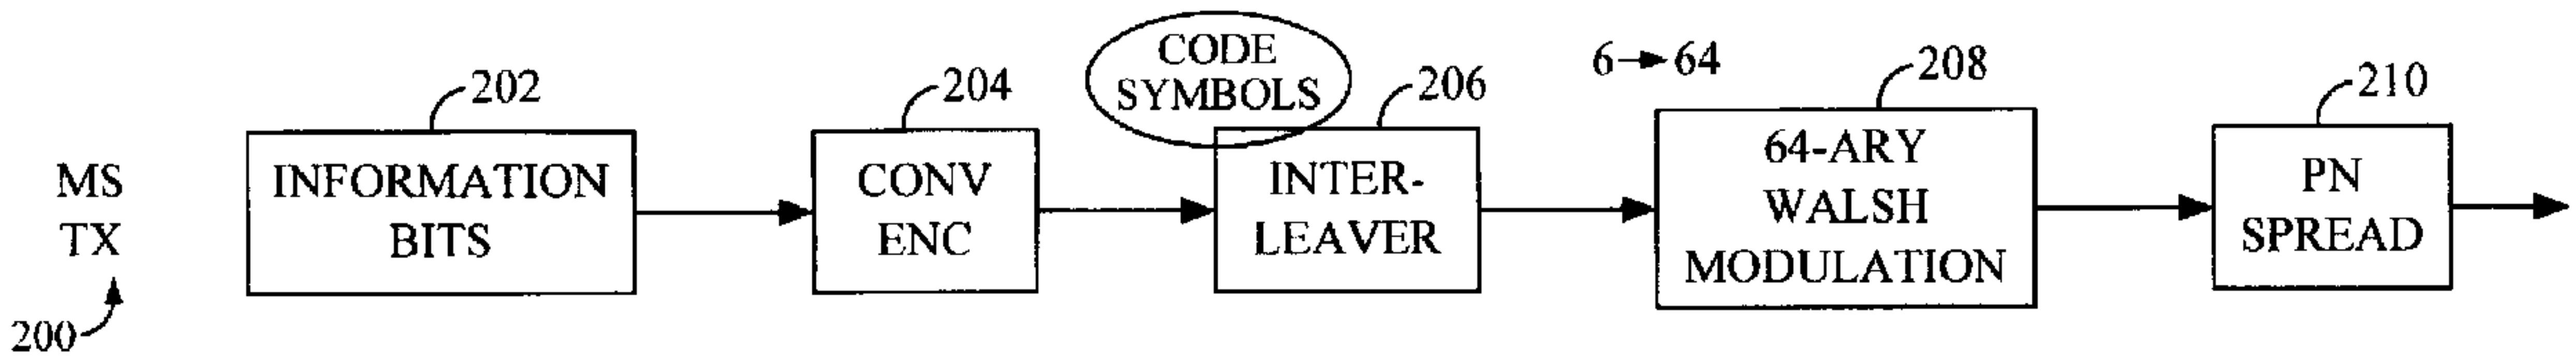 MS
TX
200
202
INFORMATION
BITS
204
CONV
ENC
CODE
SYMBOLS
206
INTER-
LEAVER
6→64
208
64-ARY
WALSH
MODULATION
210
PN
SPREAD